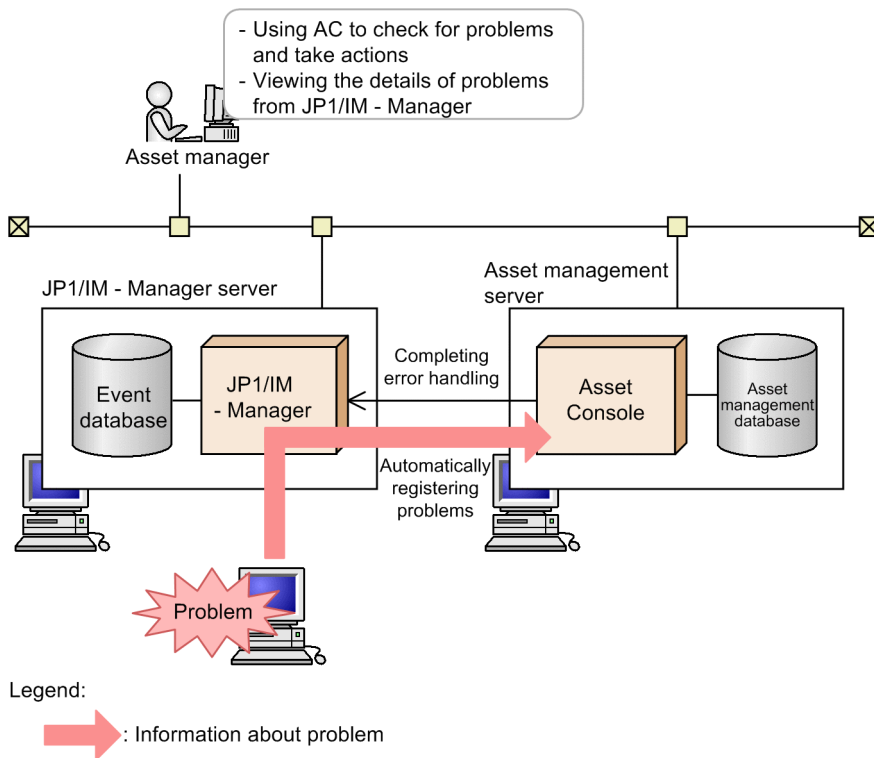 - Using AC to check for problems
and take actions
- Viewing the details of problems
from JP1/IM - Manager
Asset manager
JP1/IM - Manager server
Asset management
server
Event
database
JP1/IM
- Manager
Completing
error handling
Asset
Console
Asset
management
database
Automatically
registering
problems
Problem
Legend:
: Information about problem